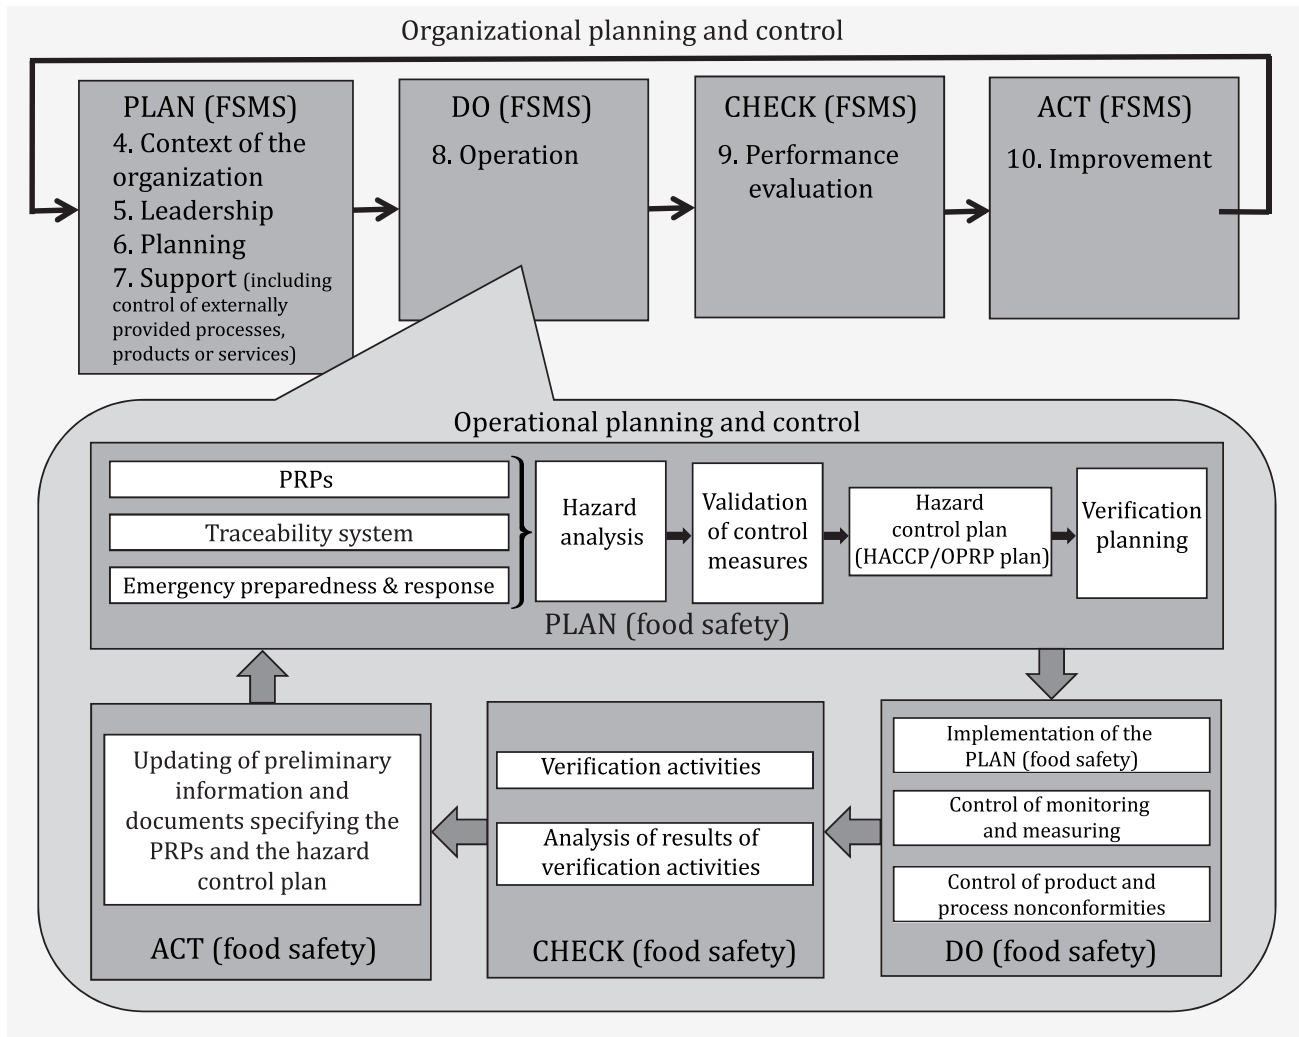 Organizational planning and control
PLAN (FSMS)
4. Context of the
organization
5. Leadership
6. Planning
7. Support (including
control of externally
provided processes,
products or services)
DO (FSMS)
8. Operation
CHECK (FSMS)
9. Performance
evaluation
ACT (FSMS)
10. Improvement
Operational planning and control
PRPs
Traceability system
Emergency preparedness & response
Hazard
analysis
Validation
of control
measures
Hazard
control plan
(HACCP/OPRP plan)
Verification
planning
PLAN (food safety)
Updating of preliminary
information and
documents specifying the
PRPs and the hazard
control plan
ACT (food safety)
Verification activities
Analysis of results of
verification activities
CHECK (food safety)
Implementation of the
PLAN (food safety)
Control of monitoring
and measuring
Control of product and
process nonconformities
DO (food safety)